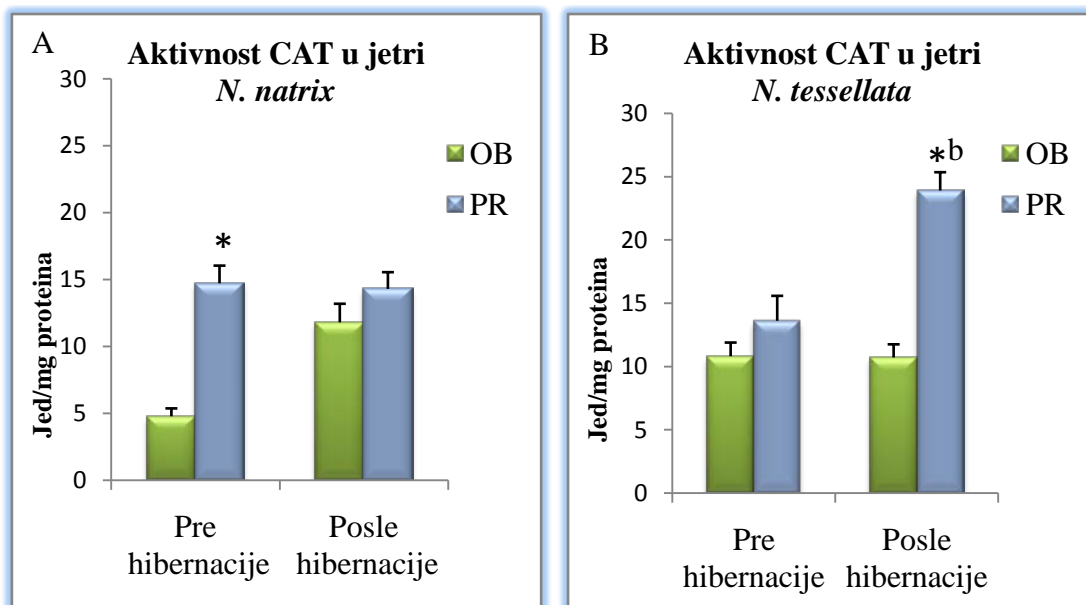 A
Aktivnost CAT u jetri
N. natrix
30
25
20
15
10
5
0
Jed/mg proteina
*
OB
PR
Pre
hibernacije
Posle
hibernacije
B
Aktivnost CAT u jetri
N. tessellata
30
25
20
15
10
5
0
Jed/mg proteina
*b
OB
PR
Pre
hibernacije
Posle
hibernacije